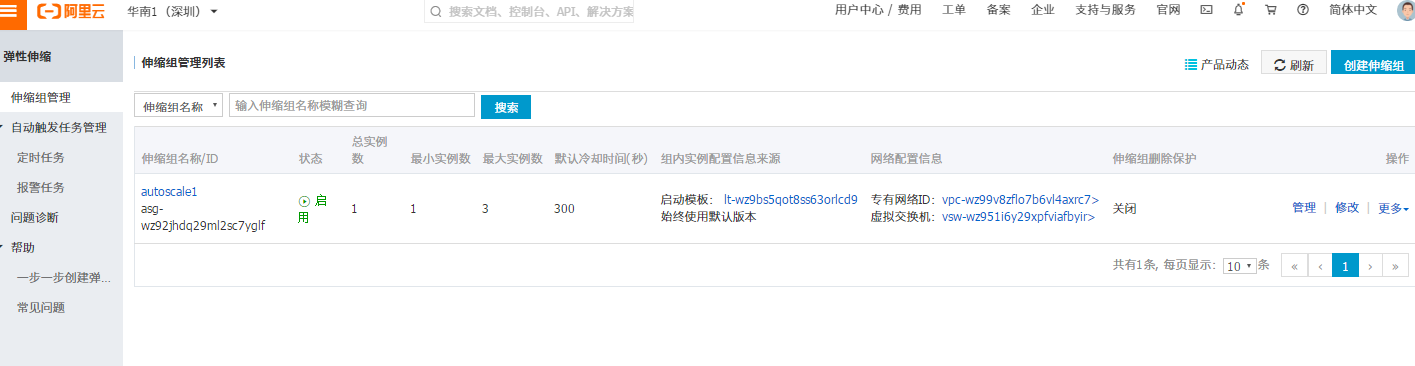 阿里云 华南1（深圳） 搜索文档、控制台、API、解决方案 用户中心 / 费用 工单 备案 企业 支持与服务 官网 简体中文
弹性伸缩
伸缩组管理列表 产品动态 刷新 创建伸缩组
伸缩组管理
伸缩组名称 输入伸缩组名称模糊查询 搜索
自动触发任务管理
定时任务
报警任务
问题诊断
帮助
一步一步创建弹...
常见问题
总实例
伸缩组名称/ID 状态 数 最小实例数 最大实例数 默认冷却时间(秒) 组内实例配置信息来源 网络配置信息 伸缩组删除保护 操作
autoscale1
asg-
wz92jhdq29ml2sc7yglf
启
用
1 1 3 300
启动模板： lt-wz9bs5qot8ss63orlcd9
始终使用默认版本
专有网络ID：vpc-wz99v8zflo7b6vl4axrc7>
虚拟交换机：vsw-wz951i6y29xpfviafbyir>
关闭
管理 | 修改 | 更多
共有1条, 每页显示： 10 条 « ‹ 1 › »